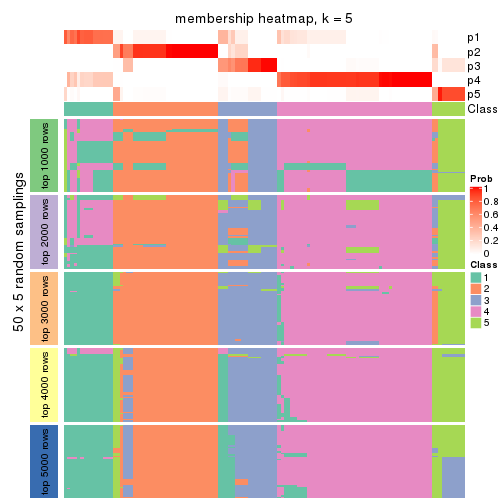 membership heatmap, k = 5
p1
p2
p3
p4
p5
Class
50 x 5 random samplings
top 1000 rows
top 2000 rows
top 3000 rows
top 4000 rows
top 5000 rows
Prob
1
0.8
0.6
0.4
0.2
0
Class
1
2
3
4
5